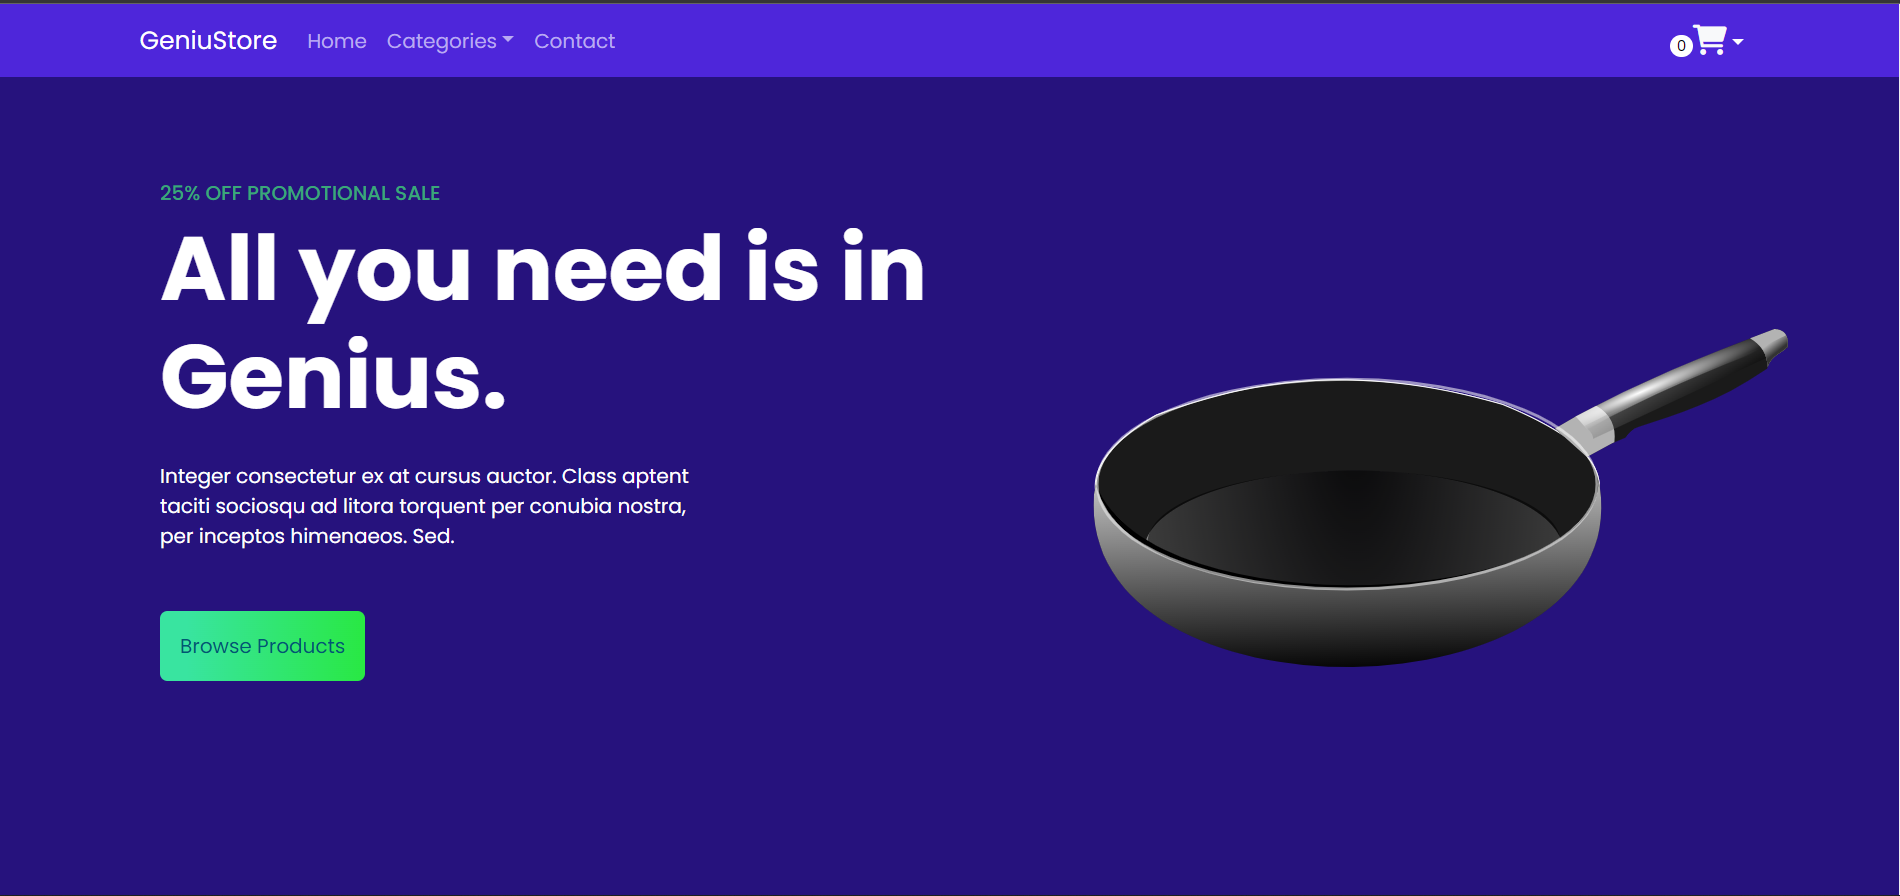 GeniuStore Home Categories Contact 0
25% OFF PROMOTIONAL SALE
All you need is in
Genius.
Integer consectetur ex at cursus auctor. Class aptent
taciti sociosqu ad litora torquent per conubia nostra,
per inceptos himenaeos. Sed.
Browse Products